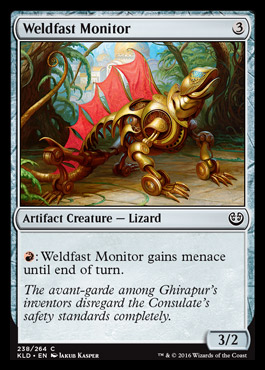 Weldfast Monitor 3
Artifact Creature — Lizard
: Weldfast Monitor gains menace
until end of turn.
The avant-garde among Ghirapur's
inventors disregard the Consulate's
safety standards completely.
3/2
238/264 C
KLD • EN Jakub Kasper
™ & © 2016 Wizards of the Coast